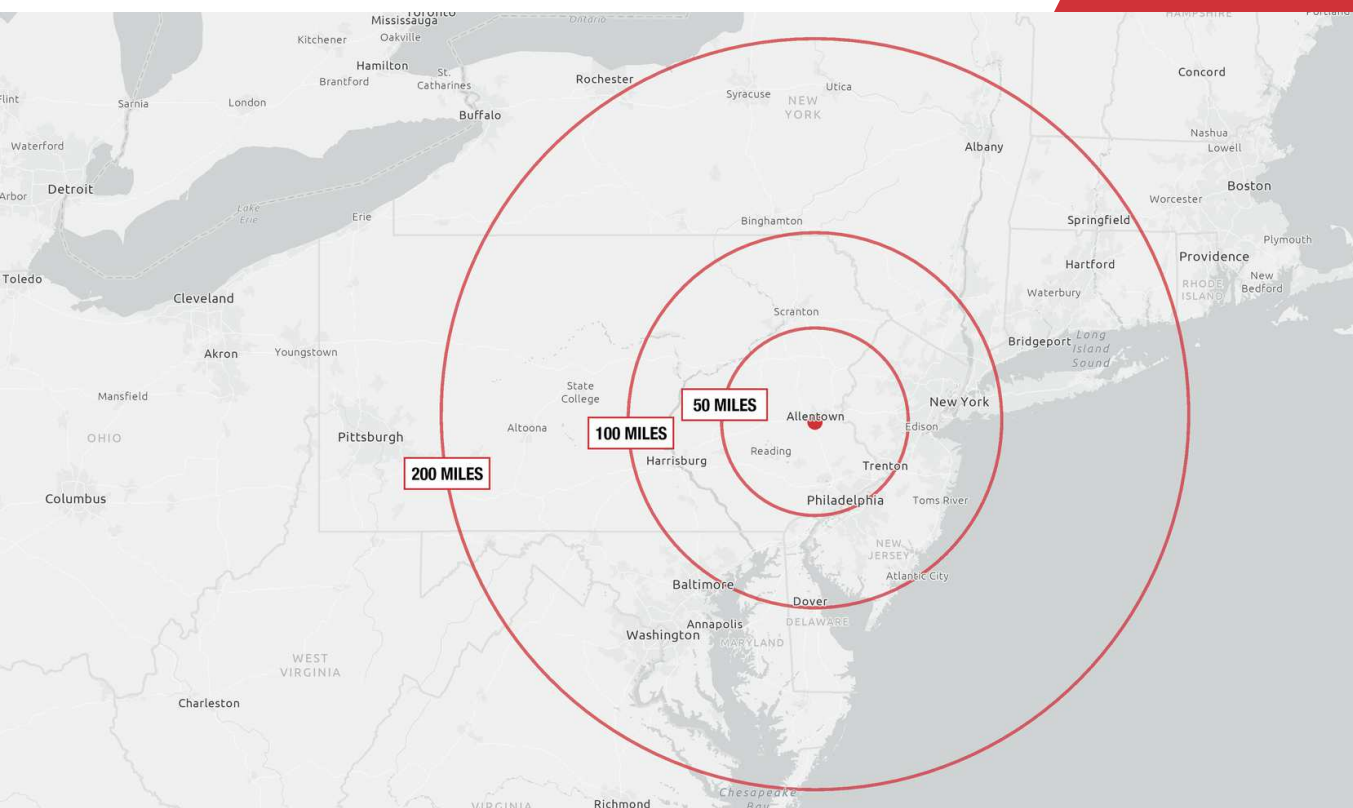 Toronto
Mississauga
Ontario
HAMPSHIRE
Portland
Kitchener
Oakville
Hamilton
St.
Catharines
Brantford
Rochester
Concord
Flint
Sarnia
London
Buffalo
Syracuse
Utica
NEW
YORK
Waterford
Albany
Nashua
Lowell
Detroit
Arbor
Boston
Worcester
Lake
Erie
Erie
Binghamton
Springfield
Plymouth
Toledo
Hartford
Providence
New
Bedford
Cleveland
Waterbury
RHODE
ISLAND
Scranton
Akron
Youngstown
Bridgeport
Long
Island
Sound
Mansfield
State
College
50 MILES
Allentown
New York
OHIO
Pittsburgh
Altoona
100 MILES
Edison
Harrisburg
Reading
Trenton
200 MILES
Columbus
Philadelphia
Toms River
NEW
JERSEY
Baltimore
Atlantic City
Dover
Annapolis
DELAWARE
Washington
MARYLAND
WEST
VIRGINIA
Charleston
Chesapeake
Bay
VIRGINIA
Richmond